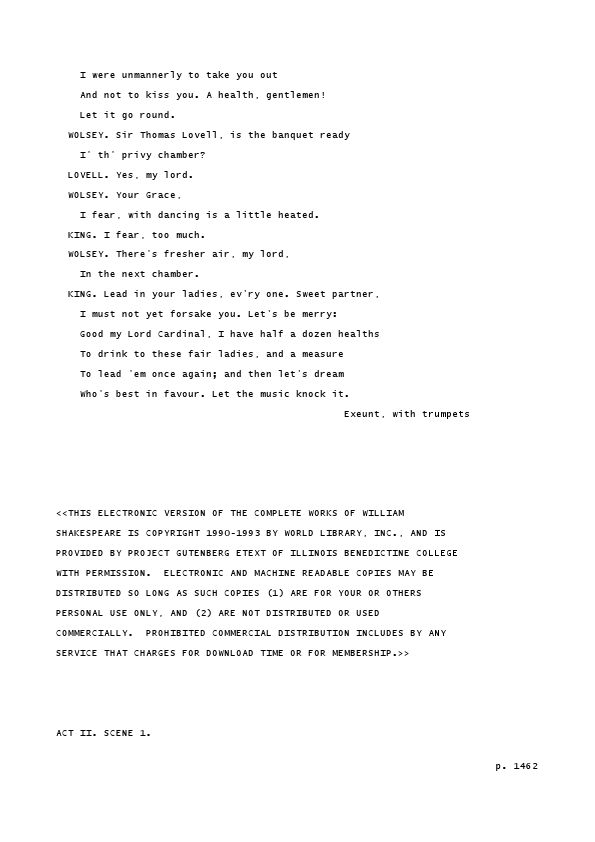 I were unmannerly to take you out
And not to kiss you. A health, gentlemen!
Let it go round.
WOLSEY. Sir Thomas Lovell, is the banquet ready
I' th' privy chamber?
LOVELL. Yes, my lord.
WOLSEY. Your Grace,
I fear, with dancing is a little heated.
KING. I fear, too much.
WOLSEY. There's fresher air, my lord,
In the next chamber.
KING. Lead in your ladies, ev'ry one. Sweet partner,
I must not yet forsake you. Let's be merry:
Good my Lord Cardinal, I have half a dozen healths
To drink to these fair ladies, and a measure
To lead 'em once again; and then let's dream
Who's best in favour. Let the music knock it.
Exeunt, with trumpets
<<THIS ELECTRONIC VERSION OF THE COMPLETE WORKS OF WILLIAM
SHAKESPEARE IS COPYRIGHT 1990-1993 BY WORLD LIBRARY, INC., AND IS
PROVIDED BY PROJECT GUTENBERG ETEXT OF ILLINOIS BENEDICTINE COLLEGE
WITH PERMISSION.  ELECTRONIC AND MACHINE READABLE COPIES MAY BE
DISTRIBUTED SO LONG AS SUCH COPIES (1) ARE FOR YOUR OR OTHERS
PERSONAL USE ONLY, AND (2) ARE NOT DISTRIBUTED OR USED
COMMERCIALLY.  PROHIBITED COMMERCIAL DISTRIBUTION INCLUDES BY ANY
SERVICE THAT CHARGES FOR DOWNLOAD TIME OR FOR MEMBERSHIP.>>
ACT II. SCENE 1.
p. 1462